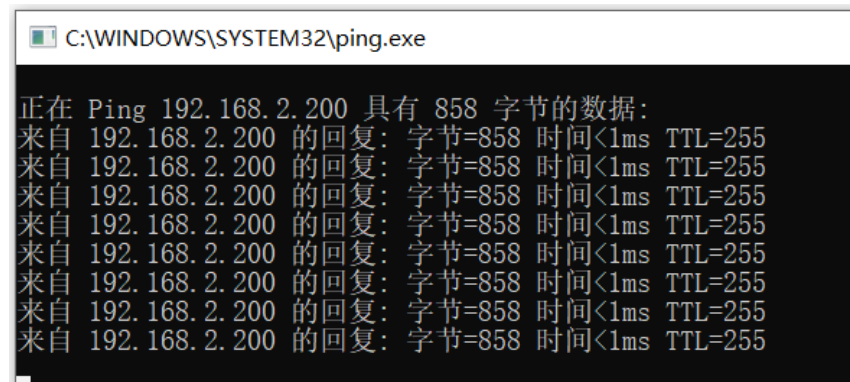 C:\WINDOWS\SYSTEM32\ping.exe
正在 Ping 192.168.2.200 具有 858 字节的数据:
来自 192.168.2.200 的回复: 字节=858 时间<1ms TTL=255
来自 192.168.2.200 的回复: 字节=858 时间<1ms TTL=255
来自 192.168.2.200 的回复: 字节=858 时间<1ms TTL=255
来自 192.168.2.200 的回复: 字节=858 时间<1ms TTL=255
来自 192.168.2.200 的回复: 字节=858 时间<1ms TTL=255
来自 192.168.2.200 的回复: 字节=858 时间<1ms TTL=255
来自 192.168.2.200 的回复: 字节=858 时间<1ms TTL=255
来自 192.168.2.200 的回复: 字节=858 时间<1ms TTL=255